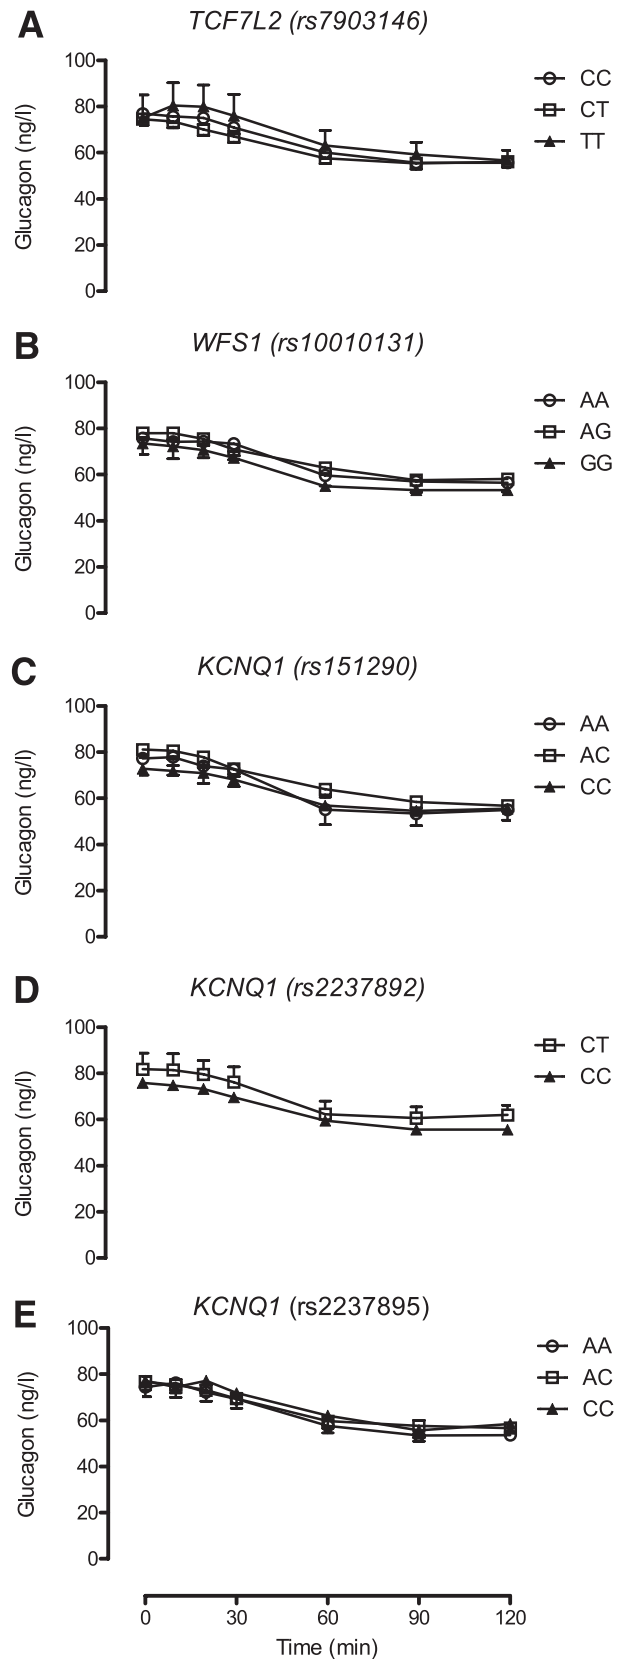 A
TCF7L2 (rs7903146)
100
80
60
40
20
0
Glucagon (ng/l)
CC
CT
TT
B
WFS1 (rs10010131)
100
80
60
40
20
0
Glucagon (ng/l)
AA
AG
GG
C
KCNQ1 (rs151290)
100
80
60
40
20
0
Glucagon (ng/l)
AA
AC
CC
D
KCNQ1 (rs2237892)
100
80
60
40
20
0
Glucagon (ng/l)
CT
CC
E
KCNQ1 (rs2237895)
100
80
60
40
20
0
Glucagon (ng/l)
AA
AC
CC
0 30 60 90 120
Time (min)